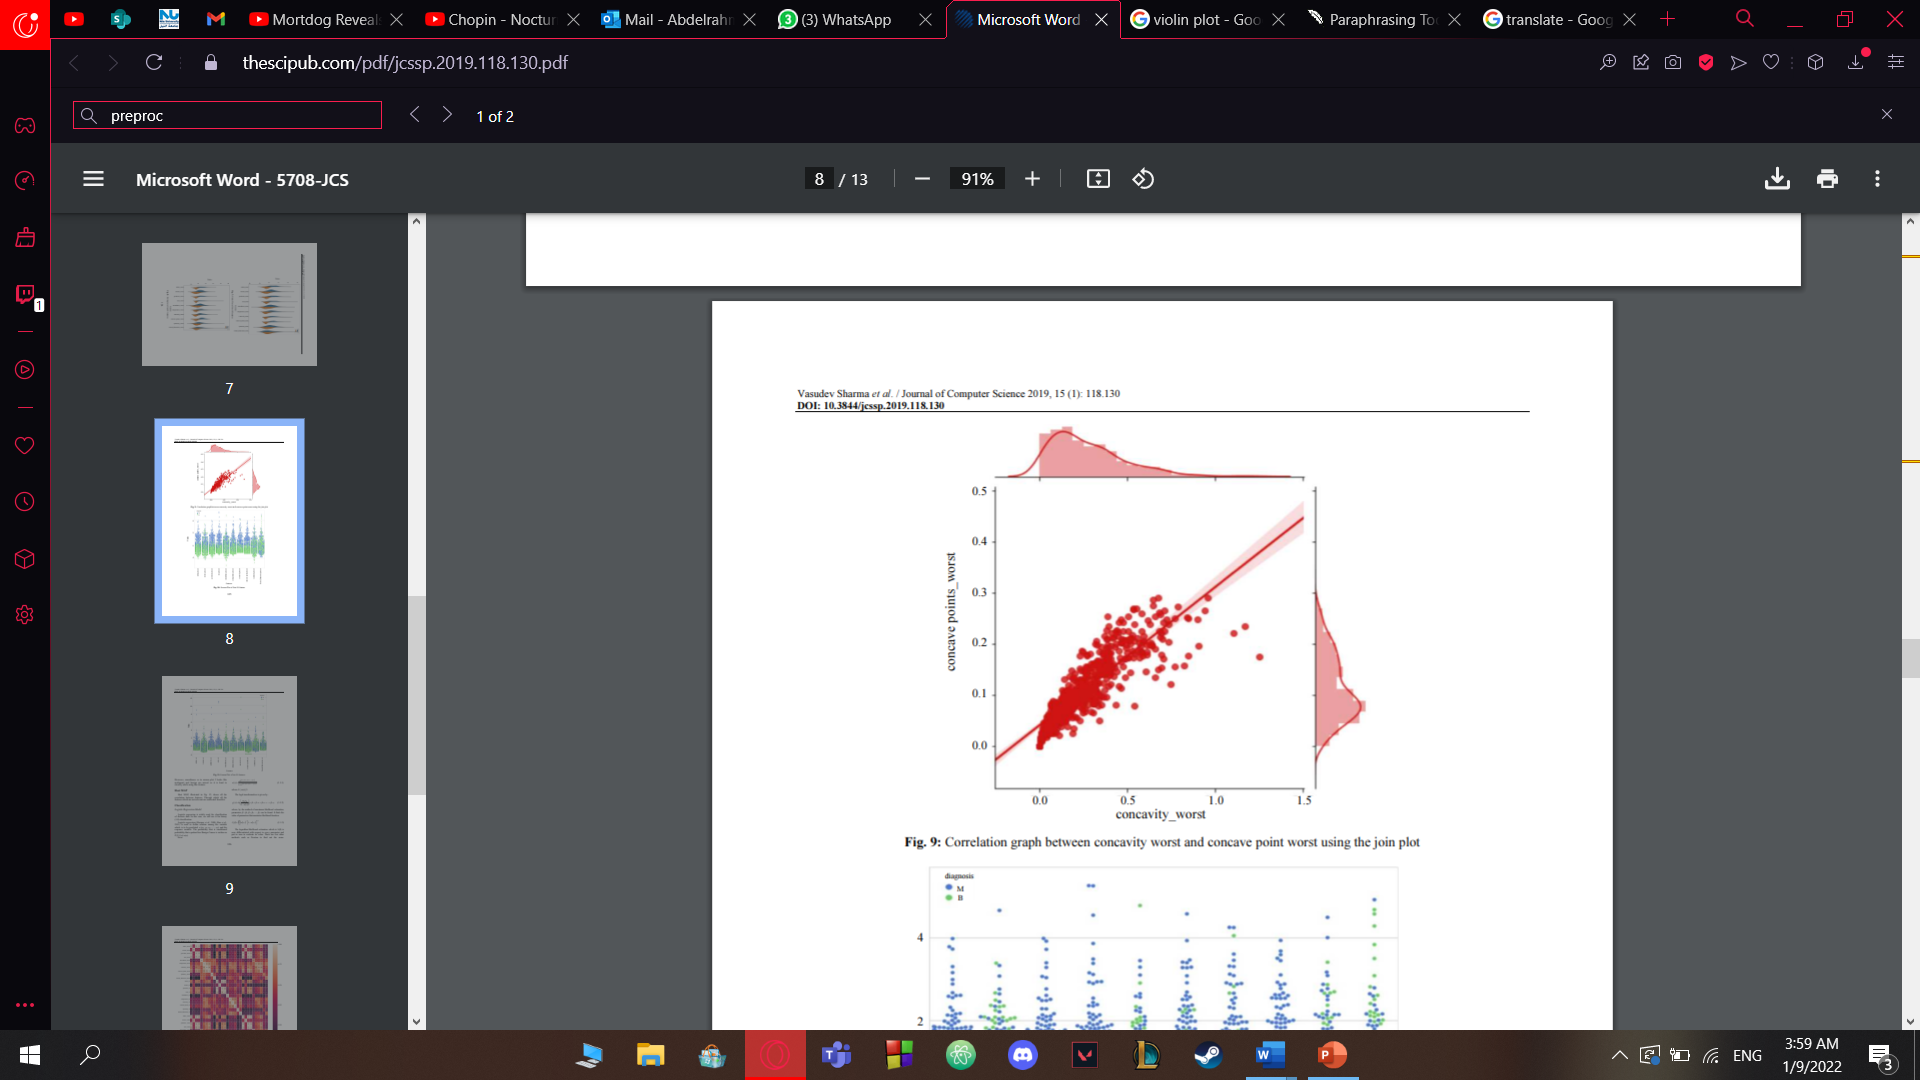 Mortdog Reveal
Chopin - Noctur
Mail - Abdelrahm
(3) WhatsApp
Microsoft Word
violin plot - Goo
Paraphrasing Too
translate - Goog
thescipub.com/pdf/jcssp.2019.118.130.pdf
preproc
1 of 2
Microsoft Word - 5708-JCS
8 / 13
91%
7
8
9
1
Vasudev Sharma et al. / Journal of Computer Science 2019, 15 (1): 118.130
DOI: 10.3844/jcssp.2019.118.130
0.5
0.4
0.3
0.2
0.1
0.0
concave points_worst
0.0 0.5 1.0 1.5
concavity_worst
Fig. 9: Correlation graph between concavity worst and concave point worst using the join plot
diagnosis
M
B
4
2
ENG
3:59 AM
1/9/2022
3